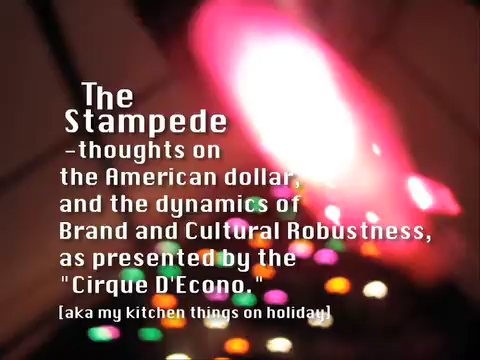 The
Stampede
-thoughts on
the American dollar,
and the dynamics of
Brand and Cultural Robustness,
as presented by the
"Cirque D'Econo."
[aka my kitchen things on holiday]